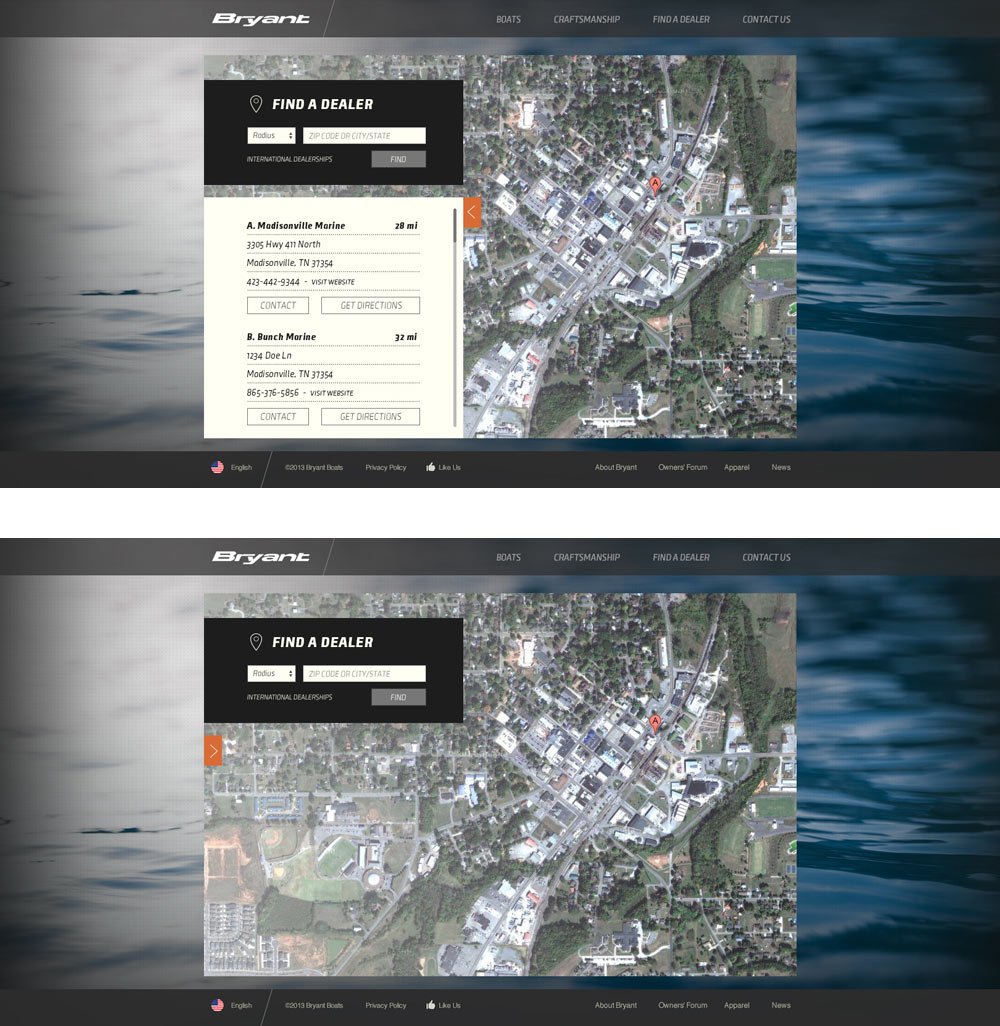 Bryant BOATS CRAFTSMANSHIP FIND A DEALER CONTACT US
FIND A DEALER
Radius ZIP CODE OR CITY/STATE
INTERNATIONAL DEALERSHIPS FIND
A
A. Madisonville Marine 28 mi
3305 Hwy 411 North
Madisonville, TN 37354
423-442-9344 - VISIT WEBSITE
CONTACT GET DIRECTIONS
B. Bunch Marine 32 mi
1234 Doe Ln
Madisonville, TN 37354
865-376-5856 - VISIT WEBSITE
CONTACT GET DIRECTIONS
English ©2013 Bryant Boats Privacy Policy Like Us About Bryant Owners' Forum Apparel News
Bryant BOATS CRAFTSMANSHIP FIND A DEALER CONTACT US
FIND A DEALER
Radius ZIP CODE OR CITY/STATE
INTERNATIONAL DEALERSHIPS FIND
A
English ©2013 Bryant Boats Privacy Policy Like Us About Bryant Owners' Forum Apparel News